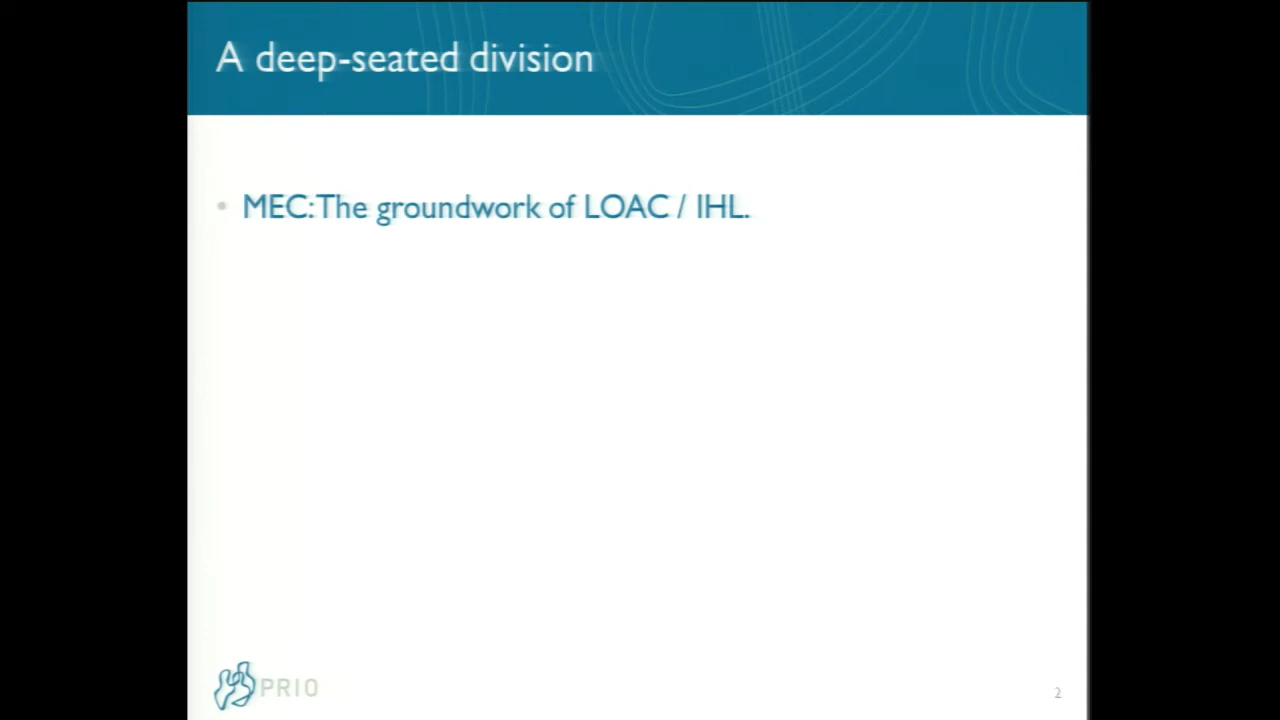 A deep-seated division
• MEC: The groundwork of LOAC / IHL.
PRIO
2